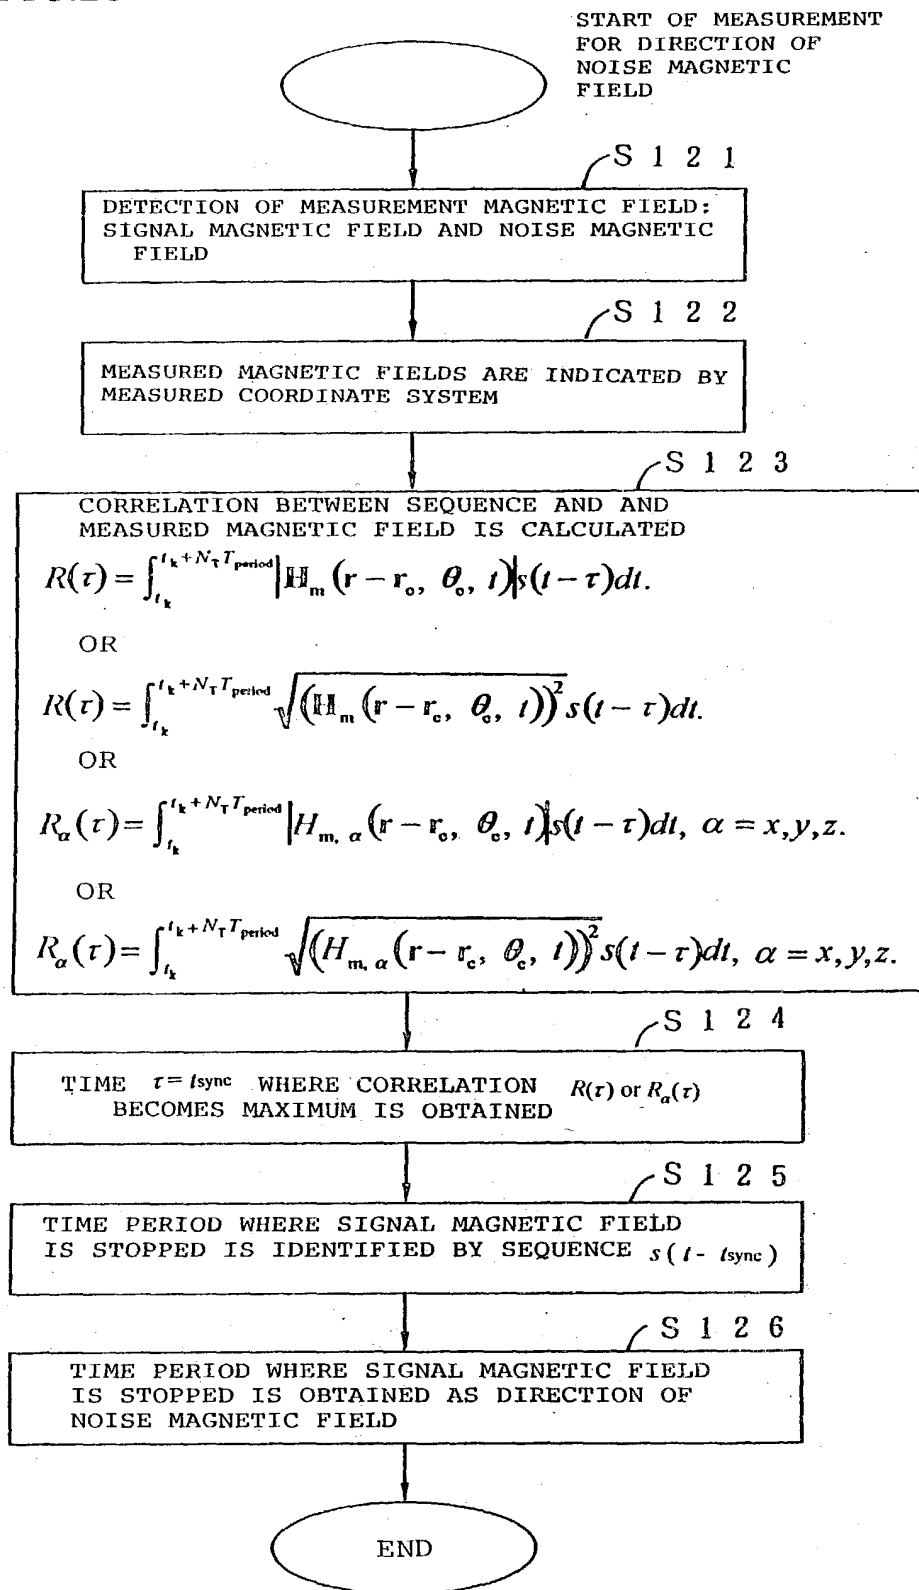 START OF MEASUREMENT
FOR DIRECTION OF
NOISE MAGNETIC
FIELD
S 1 2 1
DETECTION OF MEASUREMENT MAGNETIC FIELD:
SIGNAL MAGNETIC FIELD AND NOISE MAGNETIC
FIELD
S 1 2 2
MEASURED MAGNETIC FIELDS ARE INDICATED BY
MEASURED COORDINATE SYSTEM
S 1 2 3
CORRELATION BETWEEN SEQUENCE AND AND
MEASURED MAGNETIC FIELD IS CALCULATED
R(τ) = ∫_{t_k}^{t_k + N_T T_period} |ℍ_m (r − r_c, θ_c, t)| s(t − τ)dt.
OR
R(τ) = ∫_{t_k}^{t_k + N_T T_period} √((ℍ_m (r − r_c, θ_c, t))²) s(t − τ)dt.
OR
R_α(τ) = ∫_{t_k}^{t_k + N_T T_period} |H_{m, α} (r − r_c, θ_c, t)| s(t − τ)dt, α = x,y,z.
OR
R_α(τ) = ∫_{t_k}^{t_k + N_T T_period} √((H_{m, α} (r − r_c, θ_c, t))²) s(t − τ)dt, α = x,y,z.
S 1 2 4
TIME τ = tsync WHERE CORRELATION R(τ) or R_α(τ)
BECOMES MAXIMUM IS OBTAINED
S 1 2 5
TIME PERIOD WHERE SIGNAL MAGNETIC FIELD
IS STOPPED IS IDENTIFIED BY SEQUENCE s( t - tsync )
S 1 2 6
TIME PERIOD WHERE SIGNAL MAGNETIC FIELD
IS STOPPED IS OBTAINED AS DIRECTION OF
NOISE MAGNETIC FIELD
END